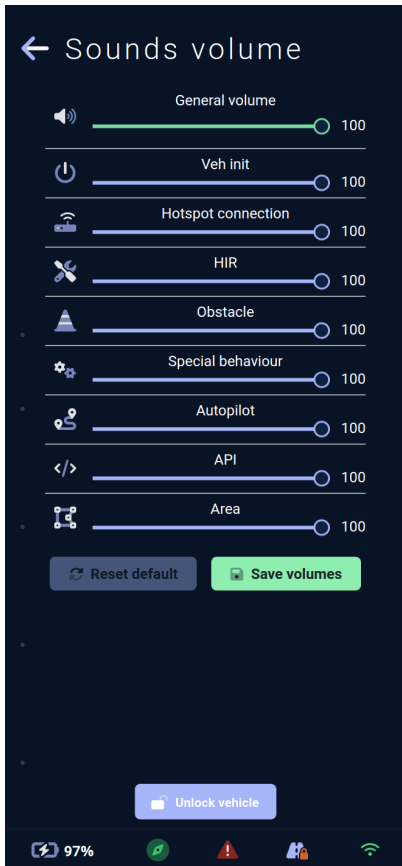 Sounds volume
General volume
100
Veh init
100
Hotspot connection
100
HIR
100
Obstacle
100
Special behaviour
100
Autopilot
100
API
100
Area
100
Reset default
Save volumes
Unlock vehicle
97%